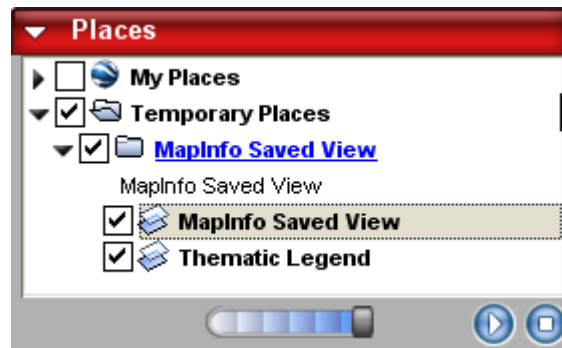 Places
My Places
Temporary Places
MapInfo Saved View
MapInfo Saved View
MapInfo Saved View
Thematic Legend